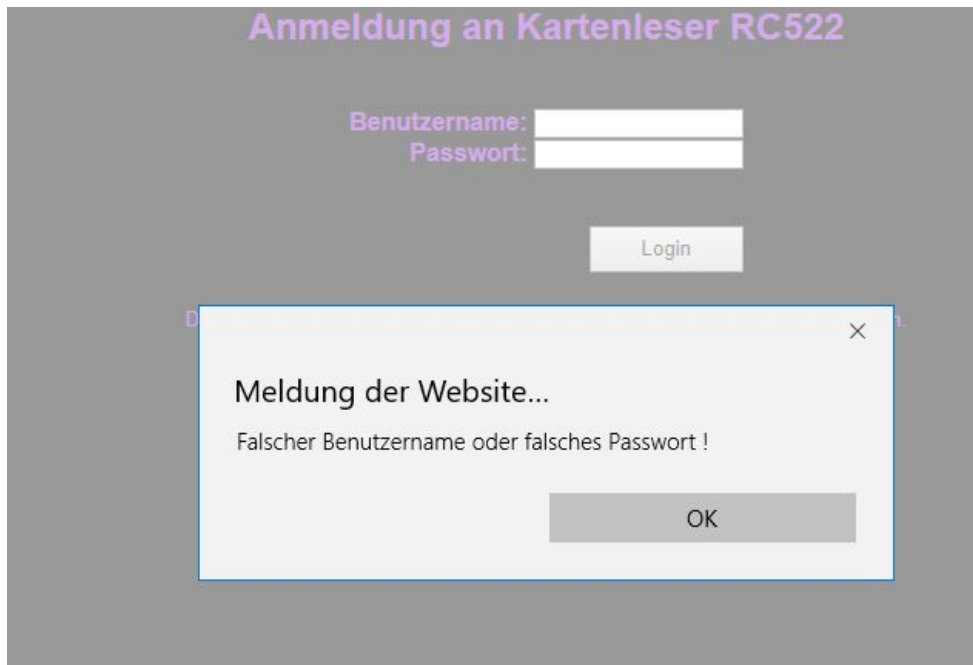 Anmeldung an Kartenleser RC522
Benutzername:
Passwort:
Login
Meldung der Website...
Falscher Benutzername oder falsches Passwort !
OK